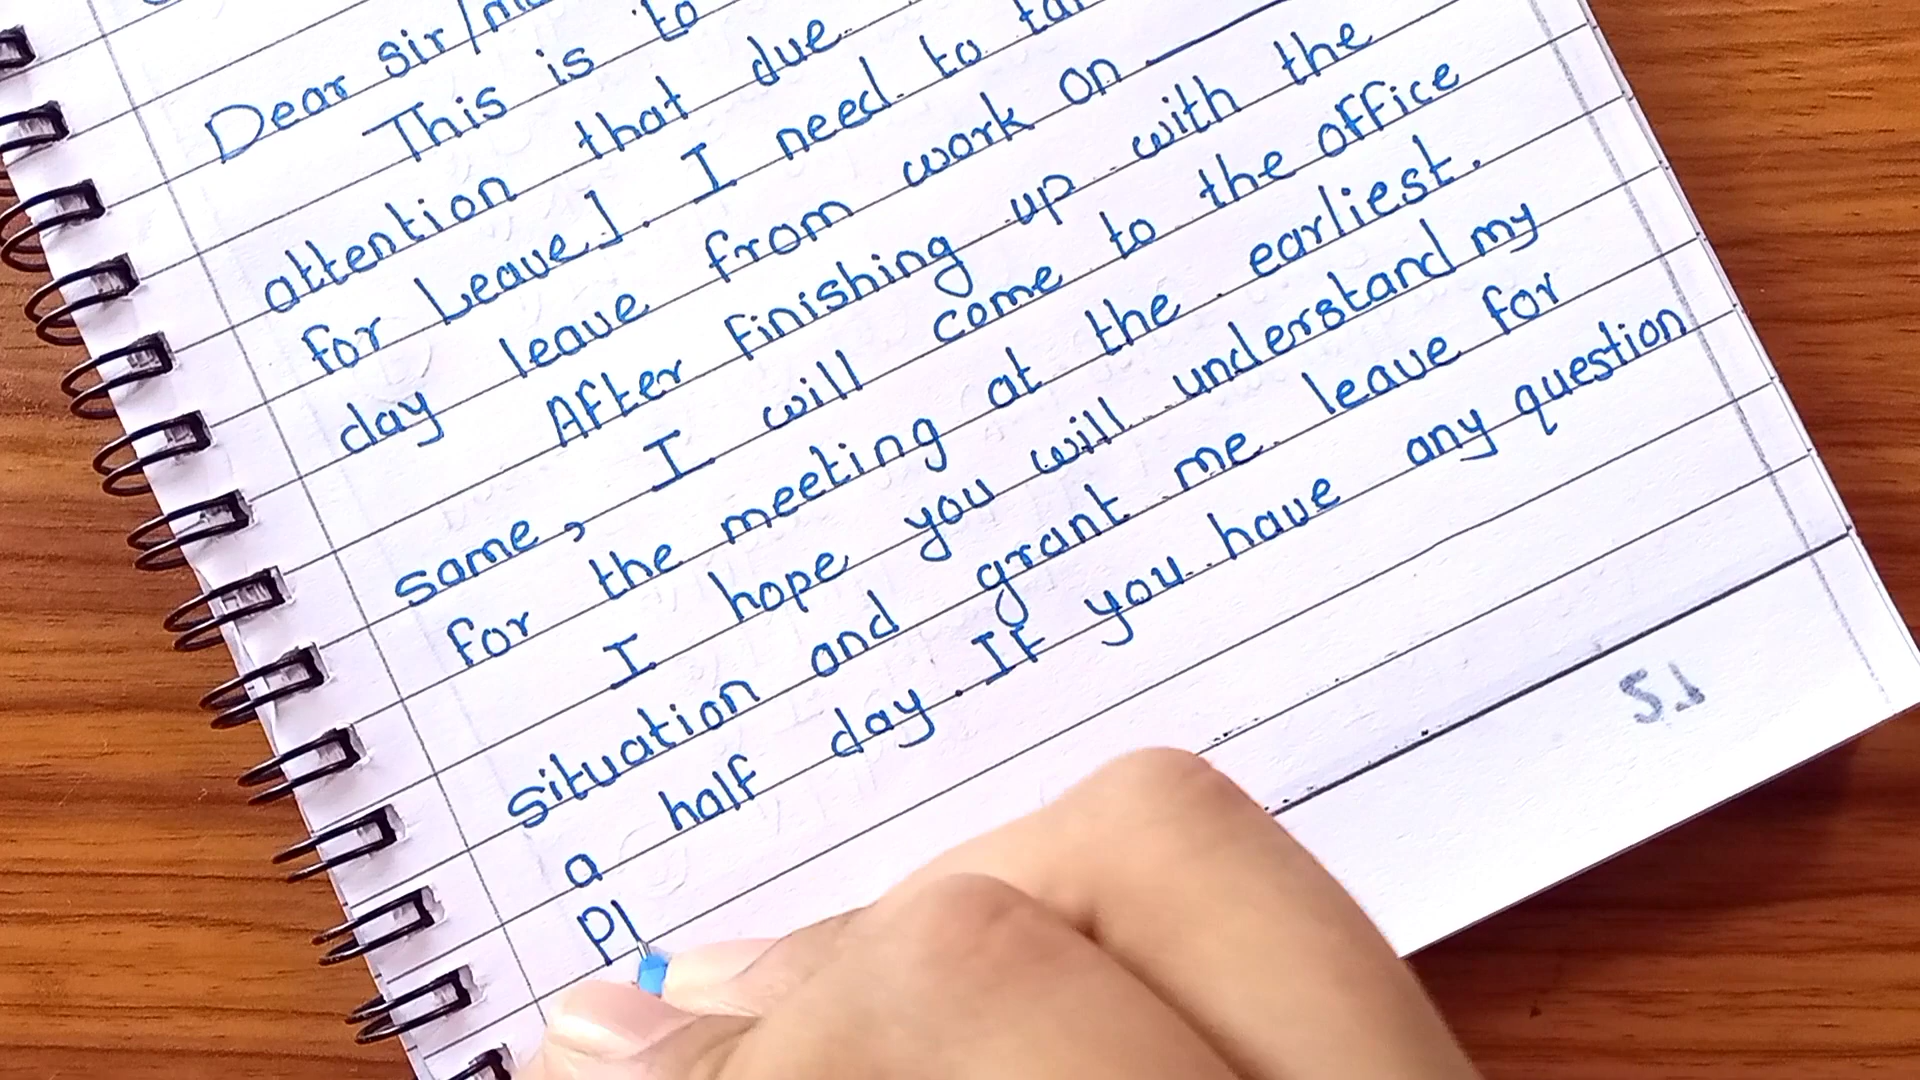 Dear Sir/
This is to
attention that due
for Leave]. I need to
day leave from work on
After finishing up with the
same, I will come to the office
for the meeting at the earliest.
I hope you will understand my
situation and grant me leave for
a half day. If you have any question
Pl